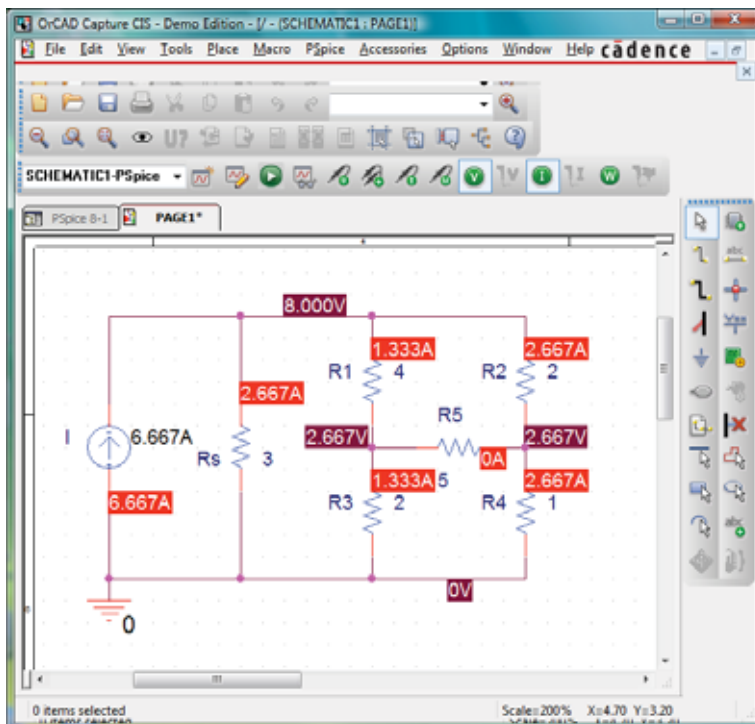 OrCAD Capture CIS - Demo Edition - [/ - (SCHEMATIC1 : PAGE1)]
File Edit View Tools Place Macro PSpice Accessories Options Window Help cādence
U?
SCHEMATIC1-PSpice V V I I W
PSpice 8-1 PAGE1*
abc
8.000V
1.333A 2.667A
R1 4 R2 2
2.667A
R5
I 6.667A 2.667V 2.667V
Rs 3 0A
1.333A 5 2.667A
6.667A R3 2 R4 1
abc
0V
0
0 items selected Scale=200% X=4.70 Y=3.20